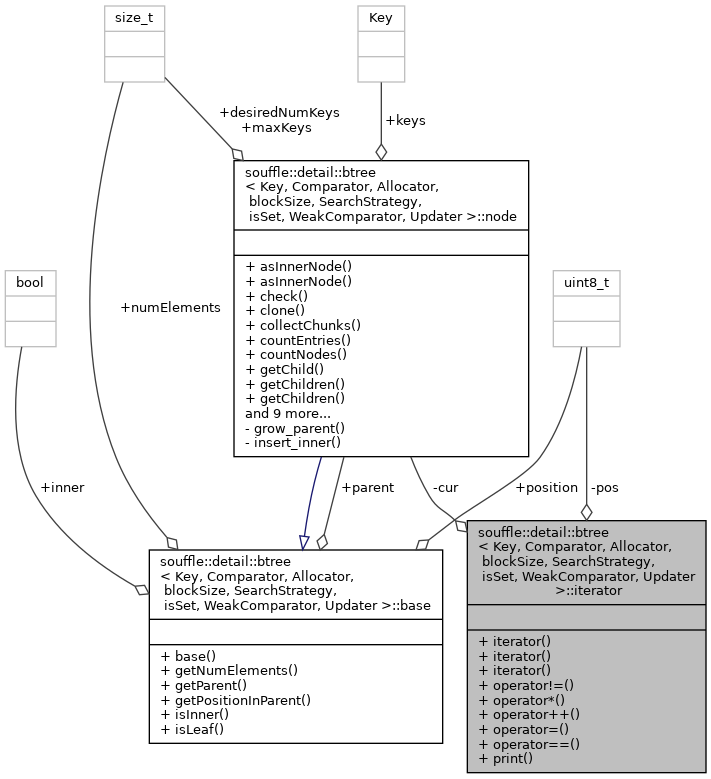 size_t
Key
+desiredNumKeys
+maxKeys
+keys
souffle::detail::btree
< Key, Comparator, Allocator,
blockSize, SearchStrategy,
isSet, WeakComparator, Updater >::node
+ asInnerNode()
+ asInnerNode()
+ check()
+ clone()
+ collectChunks()
+ countEntries()
+ countNodes()
+ getChild()
+ getChildren()
+ getChildren()
and 9 more...
- grow_parent()
- insert_inner()
bool
uint8_t
+numElements
+inner
+parent
-cur
+position
-pos
souffle::detail::btree
< Key, Comparator, Allocator,
blockSize, SearchStrategy,
isSet, WeakComparator, Updater >::base
+ base()
+ getNumElements()
+ getParent()
+ getPositionInParent()
+ isInner()
+ isLeaf()
souffle::detail::btree
< Key, Comparator, Allocator,
blockSize, SearchStrategy,
isSet, WeakComparator, Updater
>::iterator
+ iterator()
+ iterator()
+ iterator()
+ operator!=()
+ operator*()
+ operator++()
+ operator=()
+ operator==()
+ print()